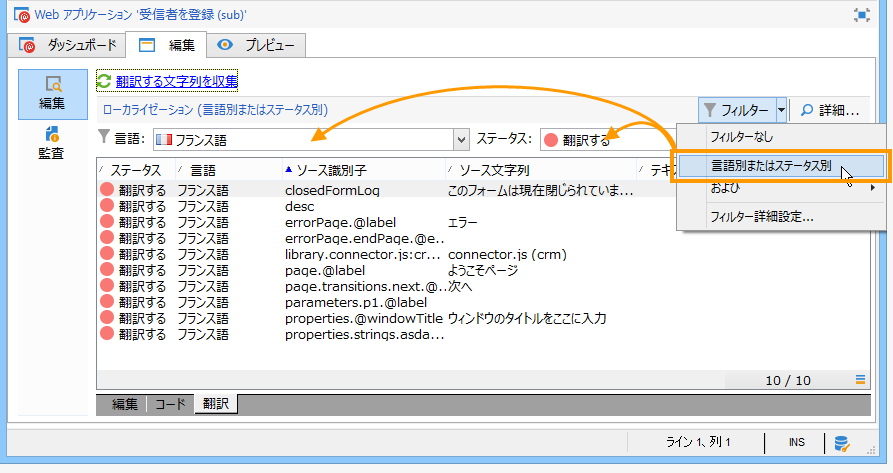 Web アプリケーション '受信者を登録 (sub)'
ダッシュボード 編集 プレビュー
編集
監査
翻訳する文字列を収集
ローカライゼーション (言語別またはステータス別) フィルター 詳細...
言語: フランス語 ステータス: 翻訳する
フィルターなし
言語別またはステータス別
および
フィルター詳細設定...
ステータス 言語 ソース識別子 ソース文字列 テキス
翻訳する フランス語 closedFormLog このフォームは現在閉じられていま...
翻訳する フランス語 desc
翻訳する フランス語 errorPage.@label エラー
翻訳する フランス語 errorPage.endPage.@e...
翻訳する フランス語 library.connector.js:cr... connector.js (crm)
翻訳する フランス語 page.@label ようこそページ
翻訳する フランス語 page.transitions.next.@... 次へ
翻訳する フランス語 parameters.p1.@label
翻訳する フランス語 properties.@windowTitle ウィンドウのタイトルをここに入力
翻訳する フランス語 properties.strings.asda...
10 / 10
編集 コード 翻訳
ライン 1、列 1 INS